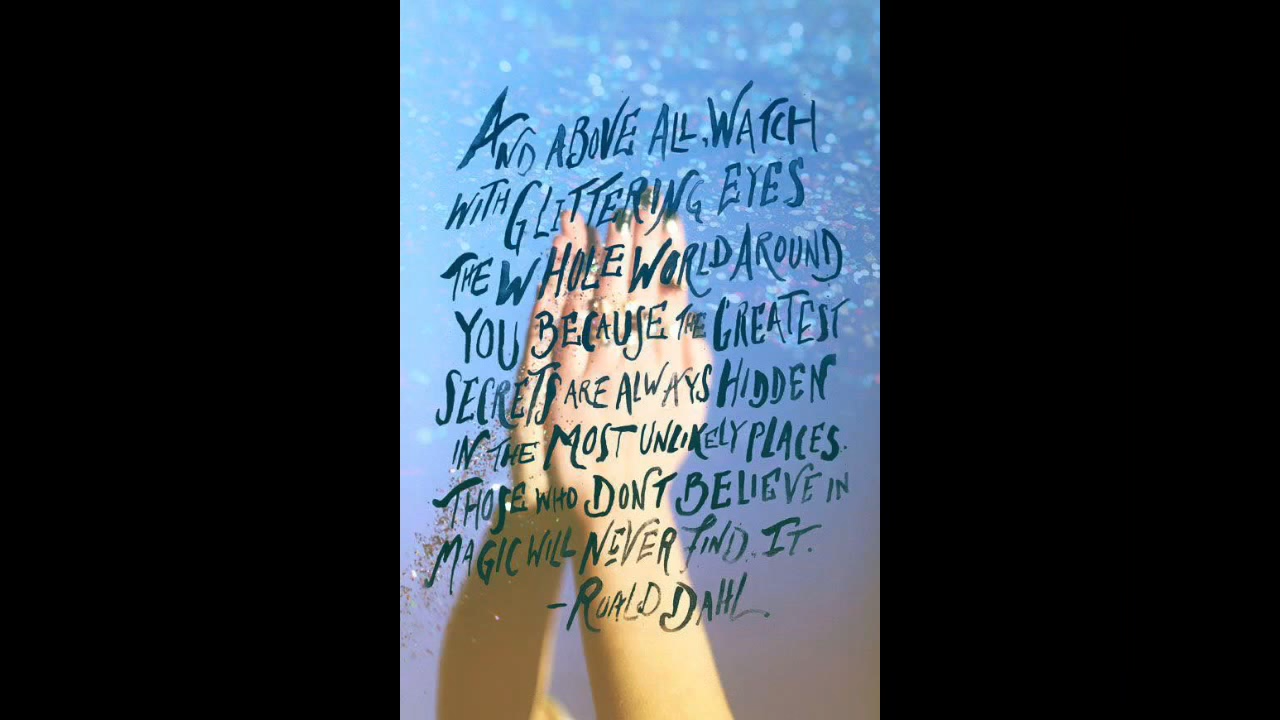 AND ABOVE ALL, WATCH
WITH GLITTERING EYES
THE WHOLE WORLD AROUND
YOU BECAUSE THE GREATEST
SECRETS ARE ALWAYS HIDDEN
IN THE MOST UNLIKELY PLACES.
THOSE WHO DON'T BELIEVE IN
MAGIC WILL NEVER FIND IT.
- ROALD DAHL.